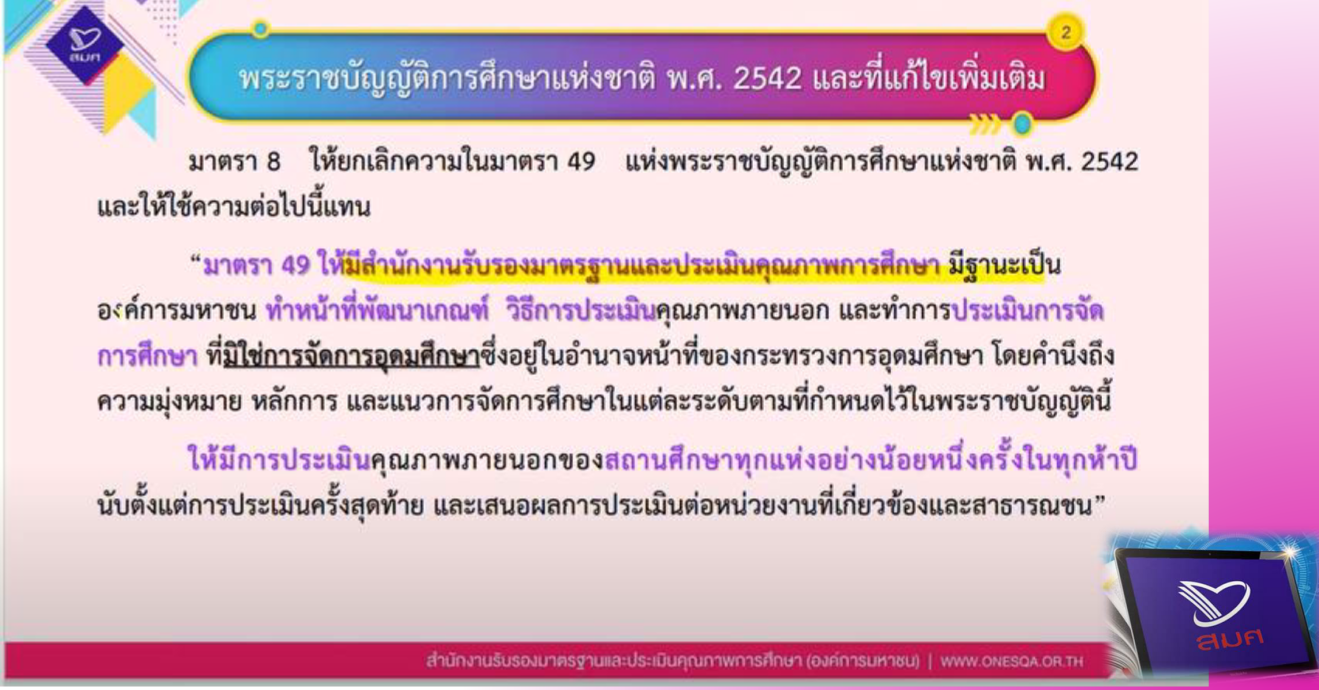 สมศ
2
พระราชบัญญัติการศึกษาแห่งชาติ พ.ศ. 2542 และที่แก้ไขเพิ่มเติม
มาตรา 8 ให้ยกเลิกความในมาตรา 49 แห่งพระราชบัญญัติการศึกษาแห่งชาติ พ.ศ. 2542
และให้ใช้ความต่อไปนี้แทน
“มาตรา 49 ให้มีสำนักงานรับรองมาตรฐานและประเมินคุณภาพการศึกษา มีฐานะเป็น
องค์การมหาชน ทำหน้าที่พัฒนาเกณฑ์ วิธีการประเมินคุณภาพภายนอก และทำการประเมินการจัด
การศึกษา ที่มิใช่การจัดการอุดมศึกษาซึ่งอยู่ในอำนาจหน้าที่ของกระทรวงการอุดมศึกษา โดยคำนึงถึง
ความมุ่งหมาย หลักการ และแนวการจัดการศึกษาในแต่ละระดับตามที่กำหนดไว้ในพระราชบัญญัตินี้
ให้มีการประเมินคุณภาพภายนอกของสถานศึกษาทุกแห่งอย่างน้อยหนึ่งครั้งในทุกห้าปี
นับตั้งแต่การประเมินครั้งสุดท้าย และเสนอผลการประเมินต่อหน่วยงานที่เกี่ยวข้องและสาธารณชน”
สมศ
สำนักงานรับรองมาตรฐานและประเมินคุณภาพการศึกษา (องค์การมหาชน) | WWW.ONESQA.OR.TH